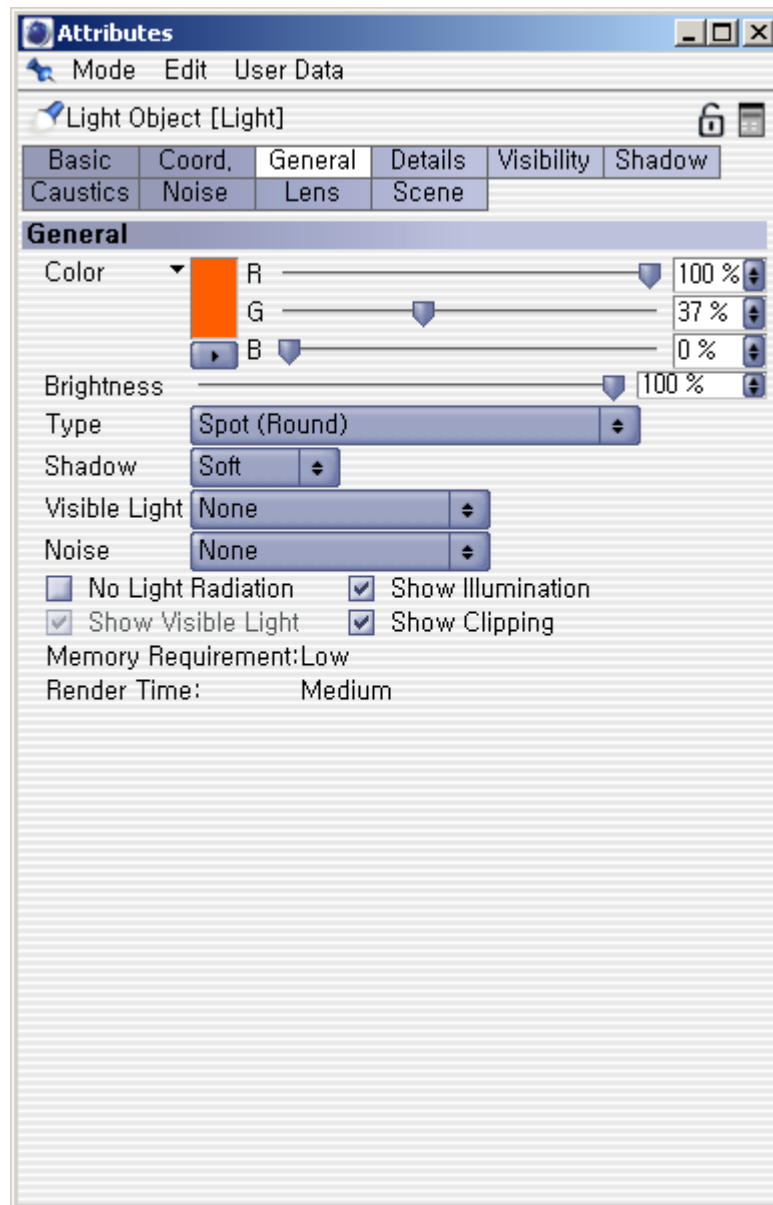 Attributes
Mode Edit User Data
Light Object [Light]
Basic Coord. General Details Visibility Shadow
Caustics Noise Lens Scene
General
Color R 100 %
G 37 %
B 0 %
Brightness 100 %
Type Spot (Round)
Shadow Soft
Visible Light None
Noise None
No Light Radiation Show Illumination
Show Visible Light Show Clipping
Memory Requirement: Low
Render Time: Medium